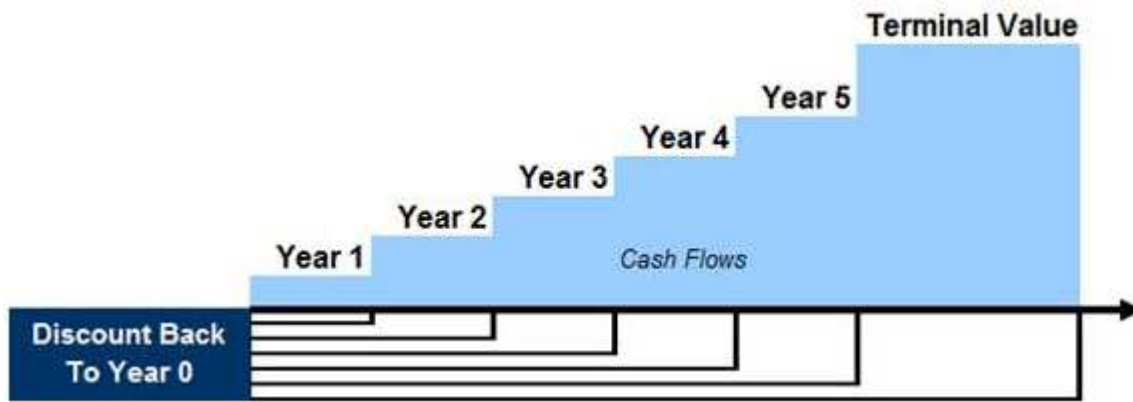 Terminal Value
Year 5
Year 4
Year 3
Year 2
Year 1
Cash Flows
Discount Back
To Year 0